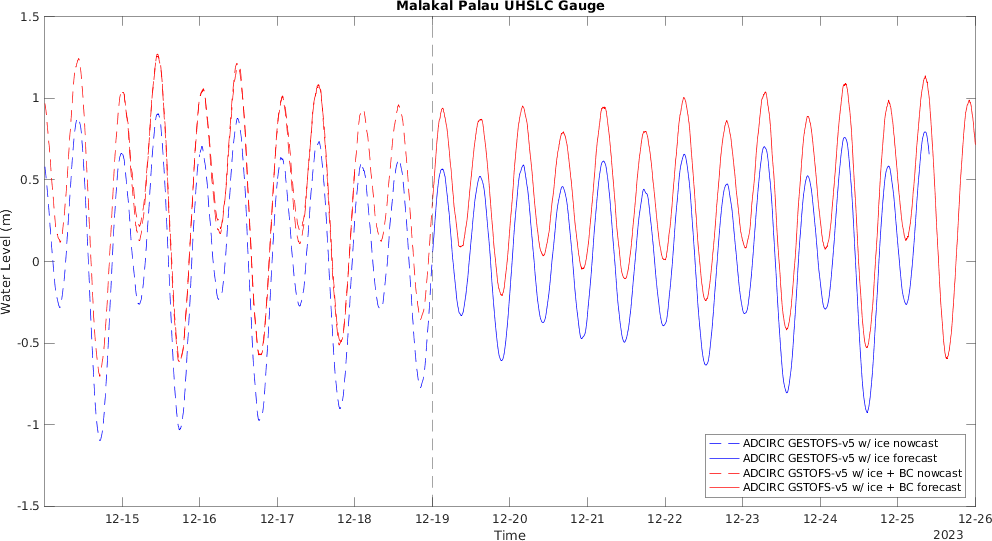 Malakal Palau UHSLC Gauge
Water Level (m)
1.5
1
0.5
0
-0.5
-1
-1.5
ADCIRC GESTOFS-v5 w/ ice nowcast
ADCIRC GESTOFS-v5 w/ ice forecast
ADCIRC GSTOFS-v5 w/ ice + BC nowcast
ADCIRC GSTOFS-v5 w/ ice + BC forecast
12-15 12-16 12-17 12-18 12-19 12-20 12-21 12-22 12-23 12-24 12-25 12-26
Time
2023